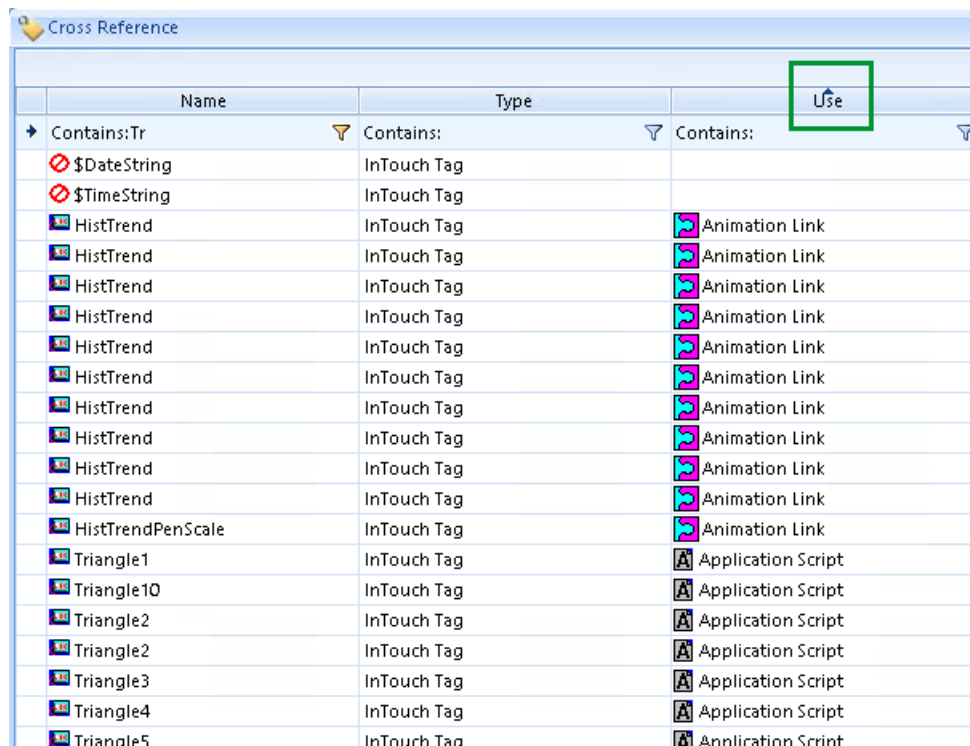 Cross Reference
Name Type Use
Contains:Tr Contains: Contains:
$DateString InTouch Tag
$TimeString InTouch Tag
HistTrend InTouch Tag Animation Link
HistTrend InTouch Tag Animation Link
HistTrend InTouch Tag Animation Link
HistTrend InTouch Tag Animation Link
HistTrend InTouch Tag Animation Link
HistTrend InTouch Tag Animation Link
HistTrend InTouch Tag Animation Link
HistTrend InTouch Tag Animation Link
HistTrend InTouch Tag Animation Link
HistTrend InTouch Tag Animation Link
HistTrendPenScale InTouch Tag Animation Link
Triangle1 InTouch Tag Application Script
Triangle10 InTouch Tag Application Script
Triangle2 InTouch Tag Application Script
Triangle2 InTouch Tag Application Script
Triangle3 InTouch Tag Application Script
Triangle4 InTouch Tag Application Script
Triangle5 InTouch Tag Application Script